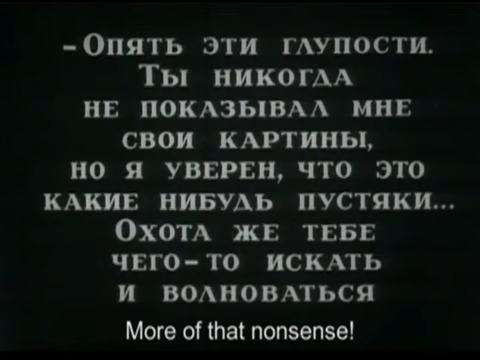 – Опять эти глупости.
Ты никогда
не показывал мне
свои картины,
но я уверен, что это
какие нибудь пустяки...
Охота же тебе
чего-то искать
и волноваться
More of that nonsense!